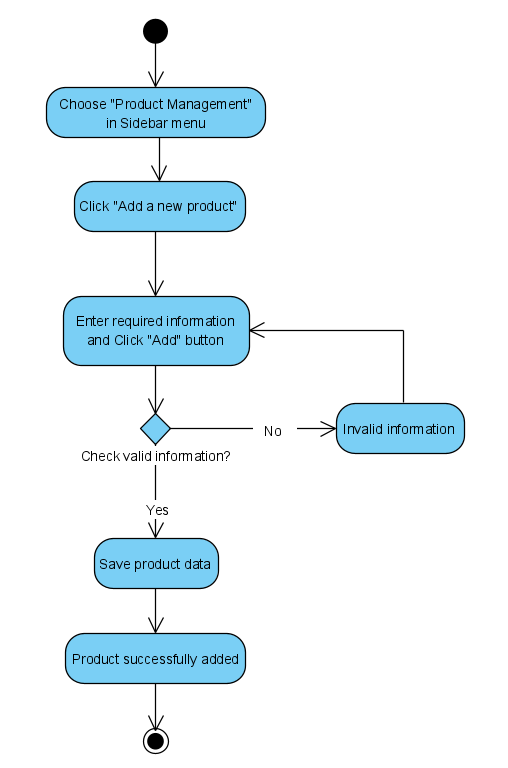 Choose "Product Management"
in Sidebar menu
Click "Add a new product"
Enter required information
and Click "Add" button
No
Invalid information
Check valid information?
Yes
Save product data
Product successfully added